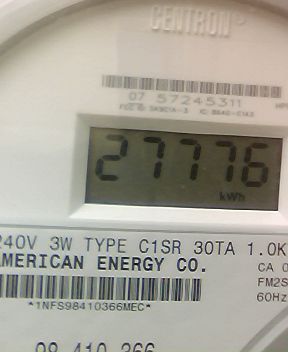 CENTRON
07 57245311
27776
kWh
240V 3W TYPE C1SR 30TA 1.0K
AMERICAN ENERGY CO.
CA
FM2S
60Hz
*1NFS98410366MEC*
98 410 366